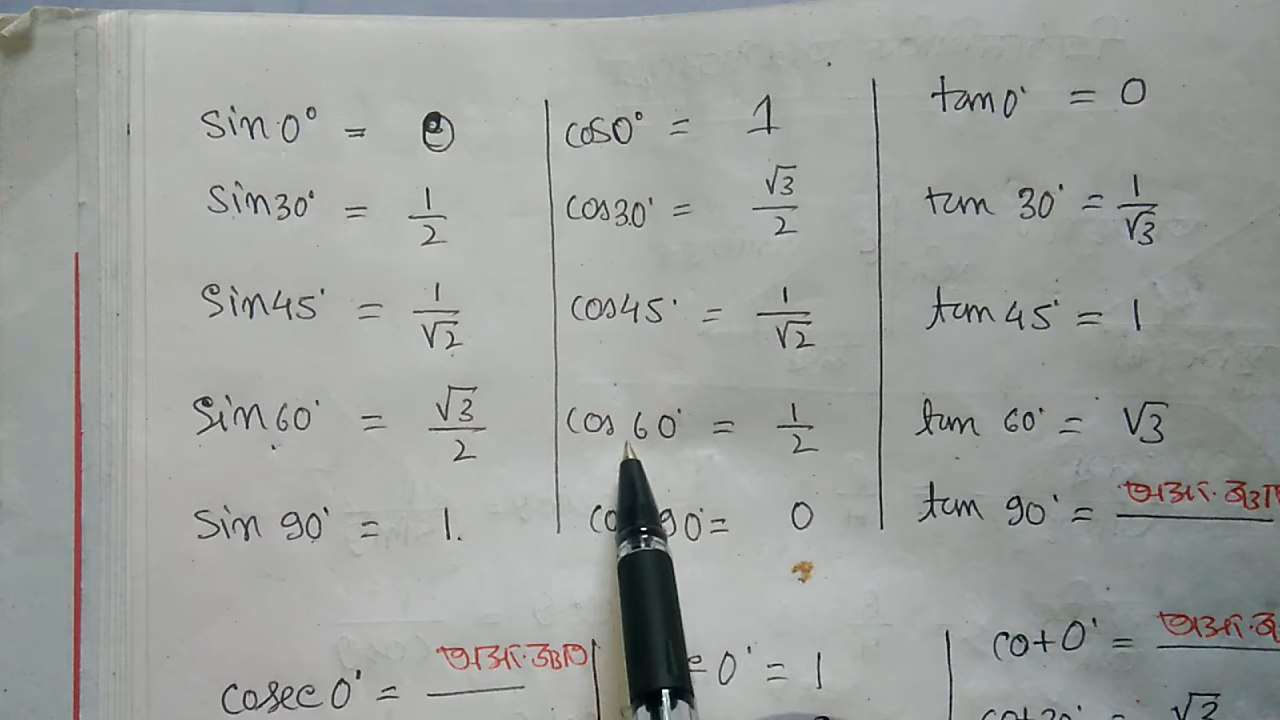 sin 0° = 0
sin 30° = 1/2
sin 45° = 1/√2
sin 60° = √3/2
sin 90° = 1
cos 0° = 1
cos 30° = √3/2
cos 45° = 1/√2
cos 60° = 1/2
90° = 0
tan 0° = 0
tan 30° = 1/√3
tan 45° = 1
tan 60° = √3
tan 90° =
cosec 0° =
0° = 1
cot 0° =
√3